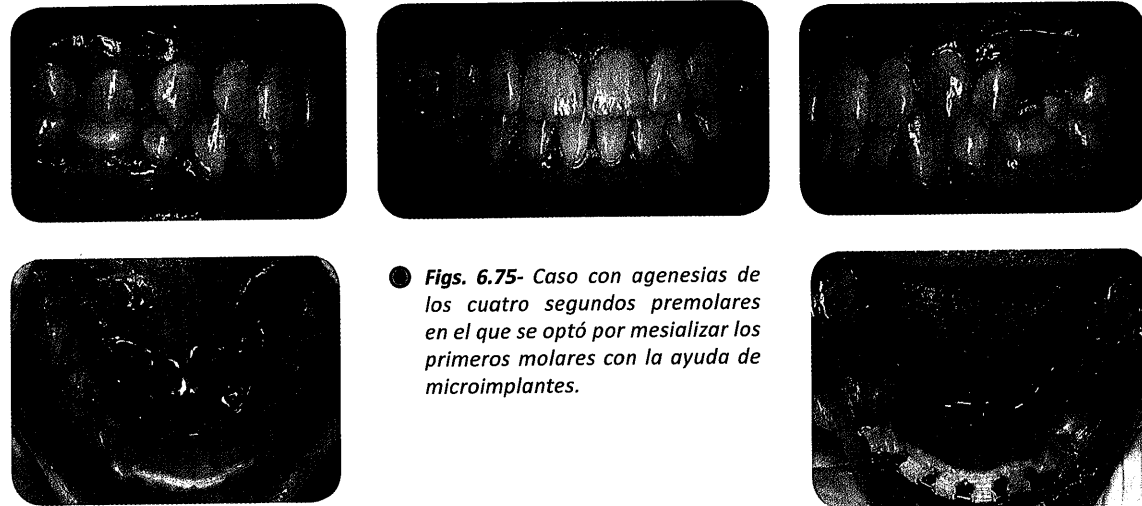 Figs. 6.75- Caso con agenesias de
los cuatro segundos premolares
en el que se optó por mesializar los
primeros molares con la ayuda de
microimplantes.